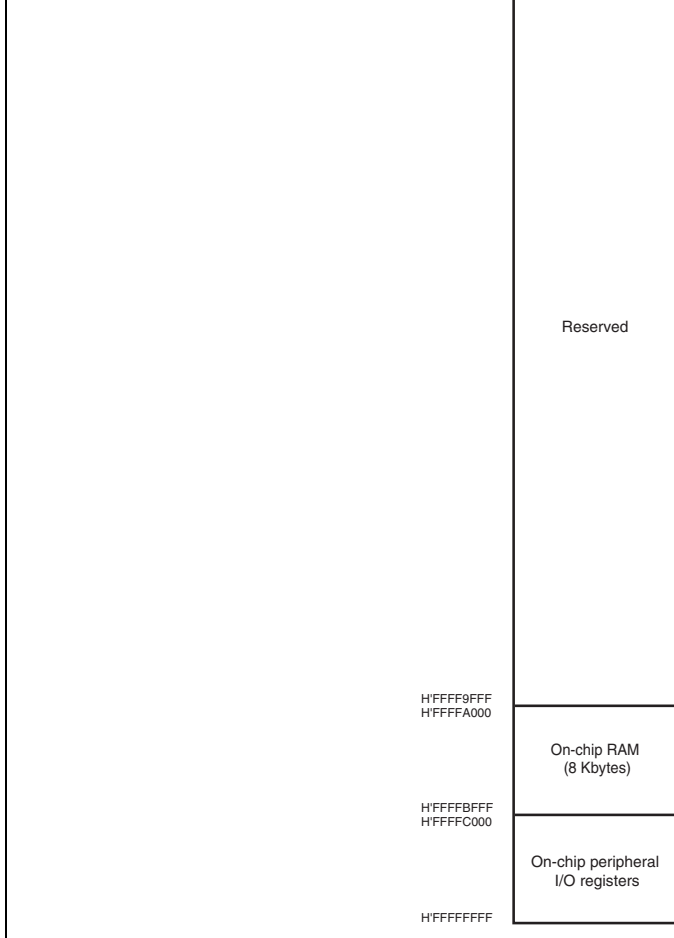 Reserved
H'FFFF9FFF
H'FFFFA000
On-chip RAM
(8 Kbytes)
H'FFFFBFFF
H'FFFFC000
On-chip peripheral
I/O registers
H'FFFFFFFF